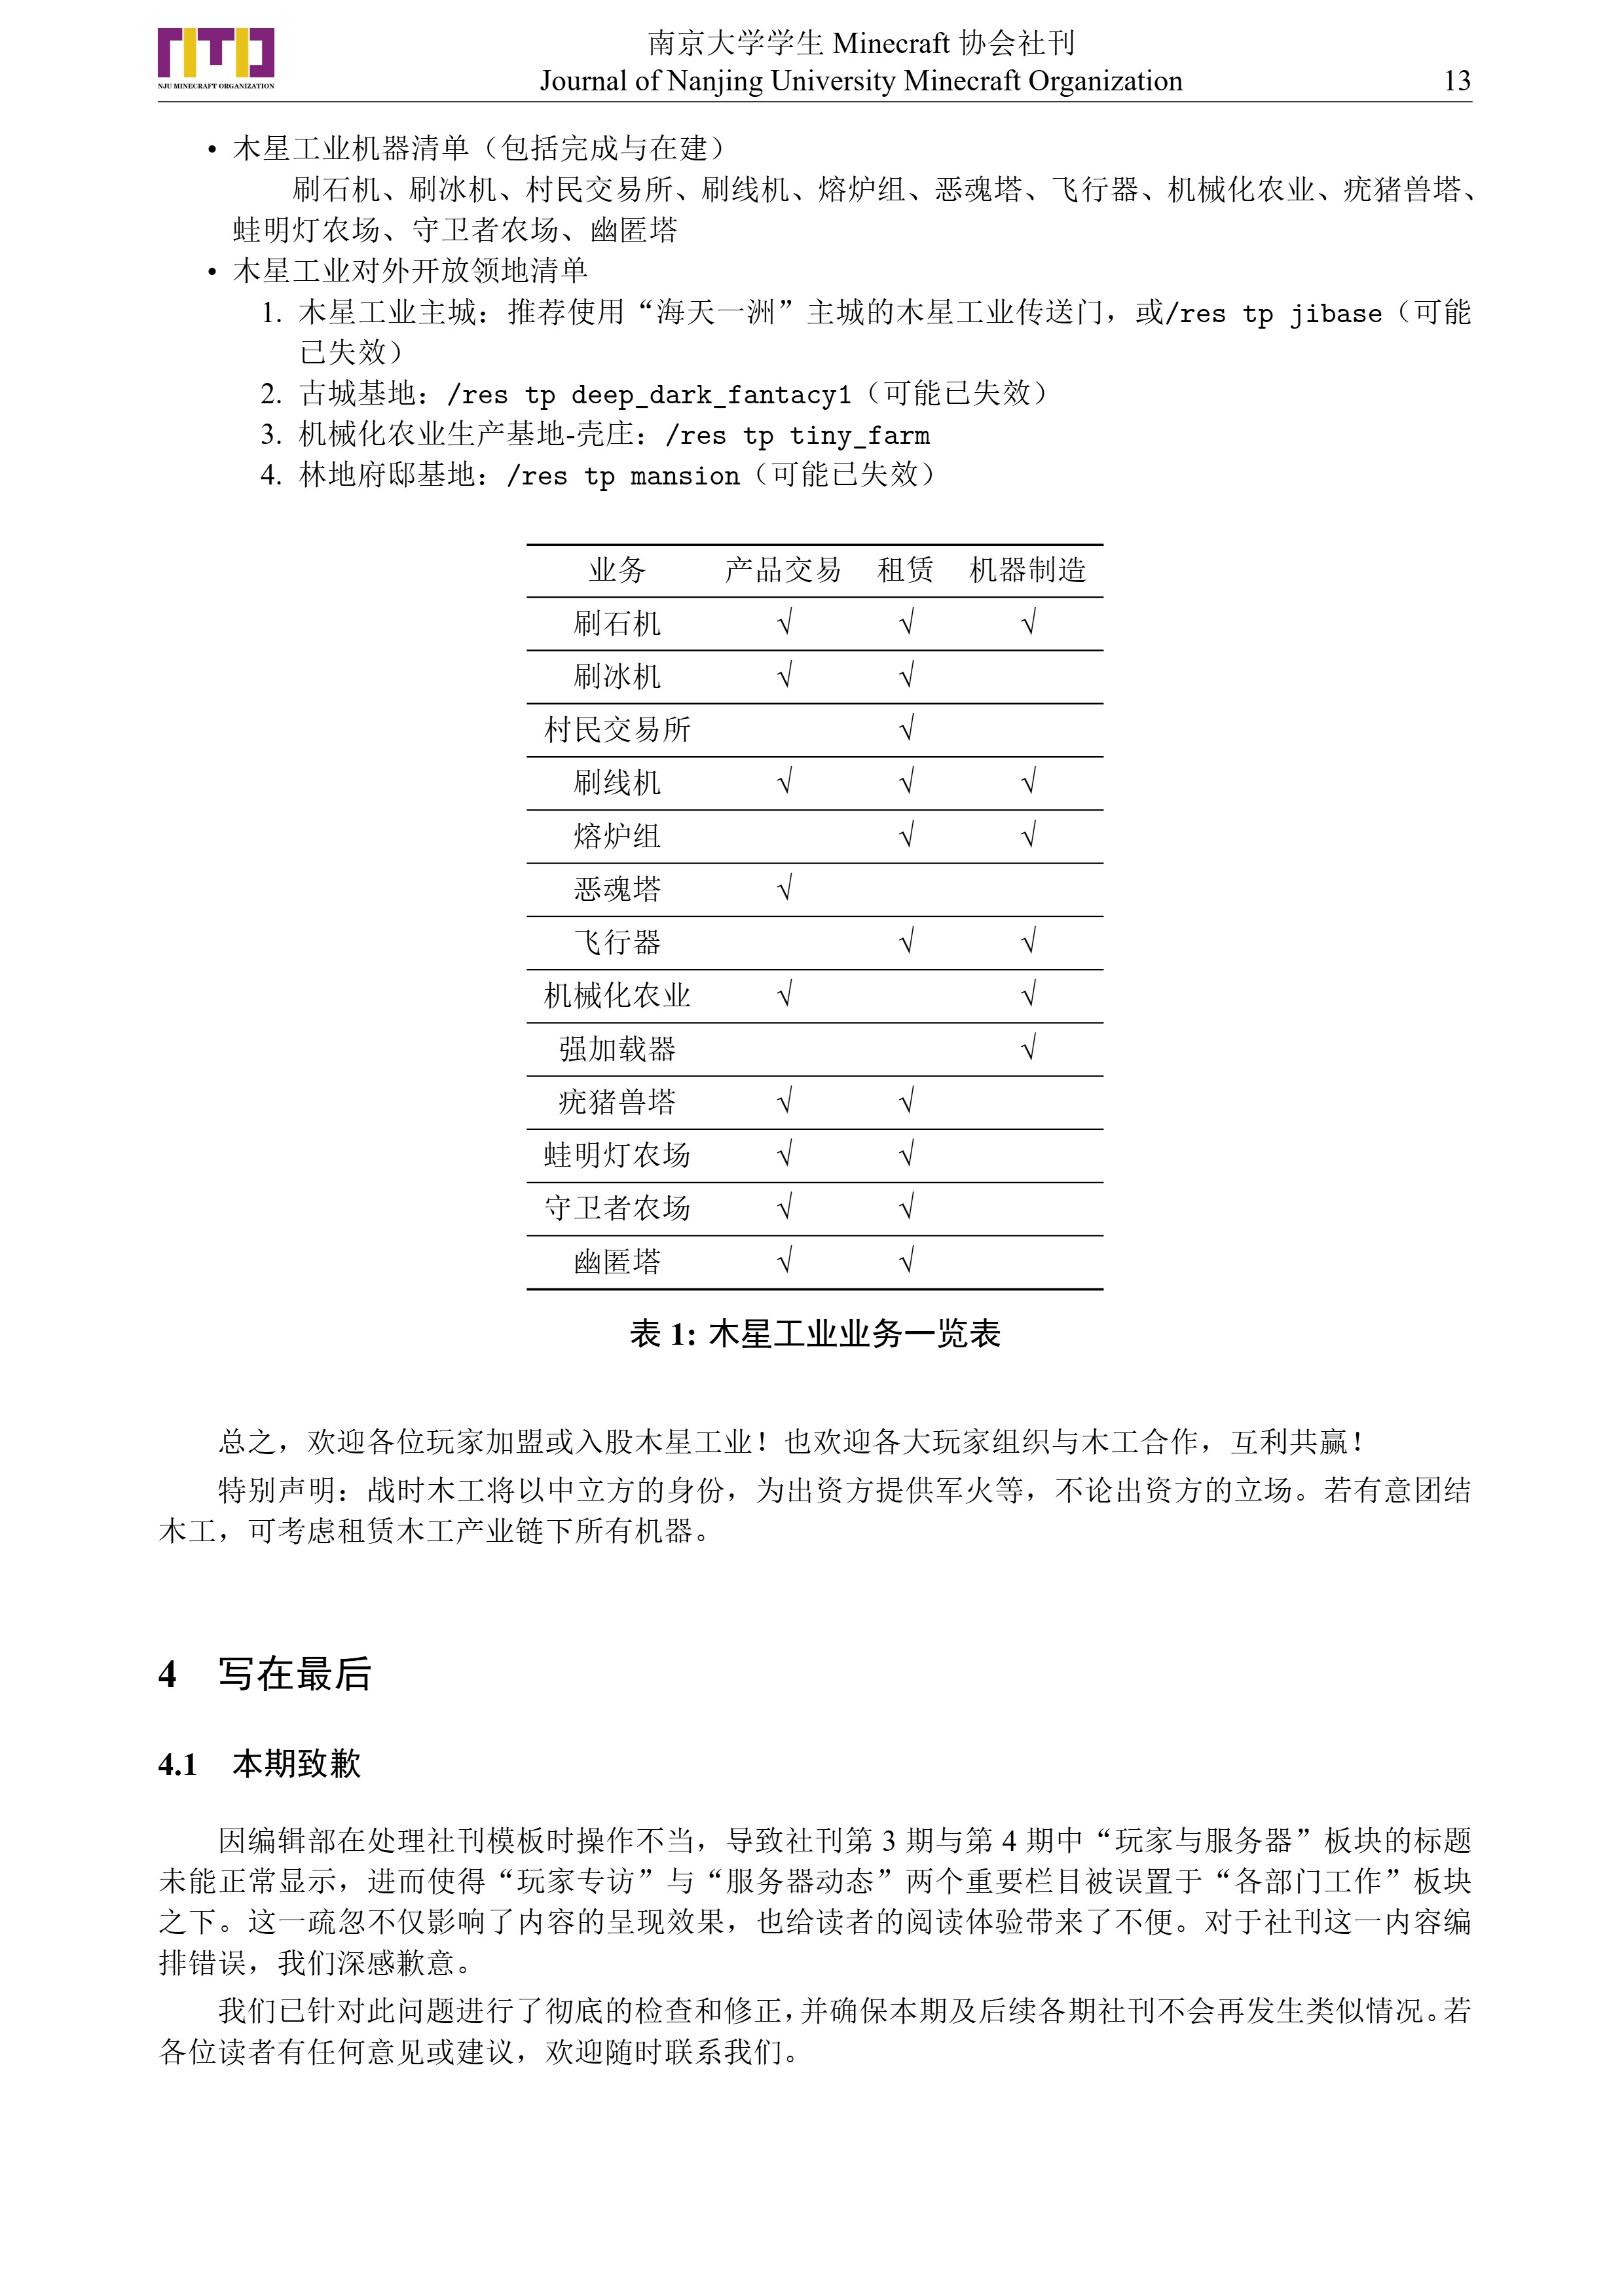 NJU MINECRAFT ORGANIZATION
南京大学学生 Minecraft 协会社刊
Journal of Nanjing University Minecraft Organization
13
• 木星工业机器清单（包括完成与在建）
刷石机、刷冰机、村民交易所、刷线机、熔炉组、恶魂塔、飞行器、机械化农业、疣猪兽塔、
蛙明灯农场、守卫者农场、幽匿塔
• 木星工业对外开放领地清单
1. 木星工业主城：推荐使用“海天一洲”主城的木星工业传送门，或/res tp jibase（可能
已失效）
2. 古城基地：/res tp deep_dark_fantacy1（可能已失效）
3. 机械化农业生产基地-壳庄：/res tp tiny_farm
4. 林地府邸基地：/res tp mansion（可能已失效）
业务 产品交易 租赁 机器制造
刷石机 √ √ √
刷冰机 √ √
村民交易所 √
刷线机 √ √ √
熔炉组 √ √
恶魂塔 √
飞行器 √ √
机械化农业 √ √
强加载器 √
疣猪兽塔 √ √
蛙明灯农场 √ √
守卫者农场 √ √
幽匿塔 √ √
表 1: 木星工业业务一览表
总之，欢迎各位玩家加盟或入股木星工业！也欢迎各大玩家组织与木工合作，互利共赢！
特别声明：战时木工将以中立方的身份，为出资方提供军火等，不论出资方的立场。若有意团结
木工，可考虑租赁木工产业链下所有机器。
4 写在最后
4.1 本期致歉
因编辑部在处理社刊模板时操作不当，导致社刊第 3 期与第 4 期中“玩家与服务器”板块的标题
未能正常显示，进而使得“玩家专访”与“服务器动态”两个重要栏目被误置于“各部门工作”板块
之下。这一疏忽不仅影响了内容的呈现效果，也给读者的阅读体验带来了不便。对于社刊这一内容编
排错误，我们深感歉意。
我们已针对此问题进行了彻底的检查和修正，并确保本期及后续各期社刊不会再发生类似情况。若
各位读者有任何意见或建议，欢迎随时联系我们。